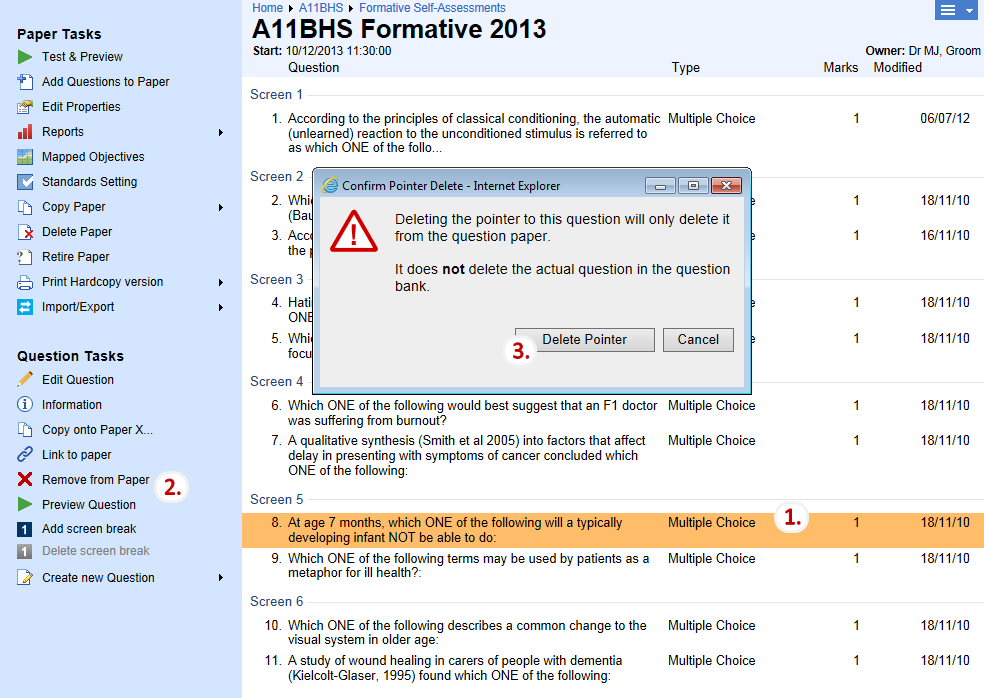 Home ▸ A11BHS ▸ Formative Self-Assessments
A11BHS Formative 2013
Start: 10/12/2013 11:30:00
Owner: Dr MJ, Groom
Question Type Marks Modified
Paper Tasks
Test & Preview
Add Questions to Paper
Edit Properties
Reports
Mapped Objectives
Standards Setting
Copy Paper
Delete Paper
Retire Paper
Print Hardcopy version
Import/Export
Question Tasks
Edit Question
Information
Copy onto Paper X...
Link to paper
Remove from Paper
2.
Preview Question
1 Add screen break
1 Delete screen break
Create new Question
Screen 1
1. According to the principles of classical conditioning, the automatic Multiple Choice 1 06/07/12
(unlearned) reaction to the unconditioned stimulus is referred to
as which ONE of the follo...
Screen 2
2. 1 18/11/10
(Bau
3. 1 16/11/10
the
Screen 3
4. Hati 1 18/11/10
ONE
5. 1 18/11/10
focu
Confirm Pointer Delete - Internet Explorer
Deleting the pointer to this question will only delete it
from the question paper.
It does not delete the actual question in the question
bank.
3.
Delete Pointer Cancel
Screen 4
6. Which ONE of the following would best suggest that an F1 doctor Multiple Choice 1 18/11/10
was suffering from burnout?
7. A qualitative synthesis (Smith et al 2005) into factors that affect Multiple Choice 1 18/11/10
delay in presenting with symptoms of cancer concluded which
ONE of the following:
Screen 5
8. At age 7 months, which ONE of the following will a typically Multiple Choice 1. 1 18/11/10
developing infant NOT be able to do:
9. Which ONE of the following terms may be used by patients as a Multiple Choice 1 18/11/10
metaphor for ill health?:
Screen 6
10. Which ONE of the following describes a common change to the Multiple Choice 1 18/11/10
visual system in older age:
11. A study of wound healing in carers of people with dementia Multiple Choice 1 18/11/10
(Kielcolt-Glaser, 1995) found which ONE of the following: